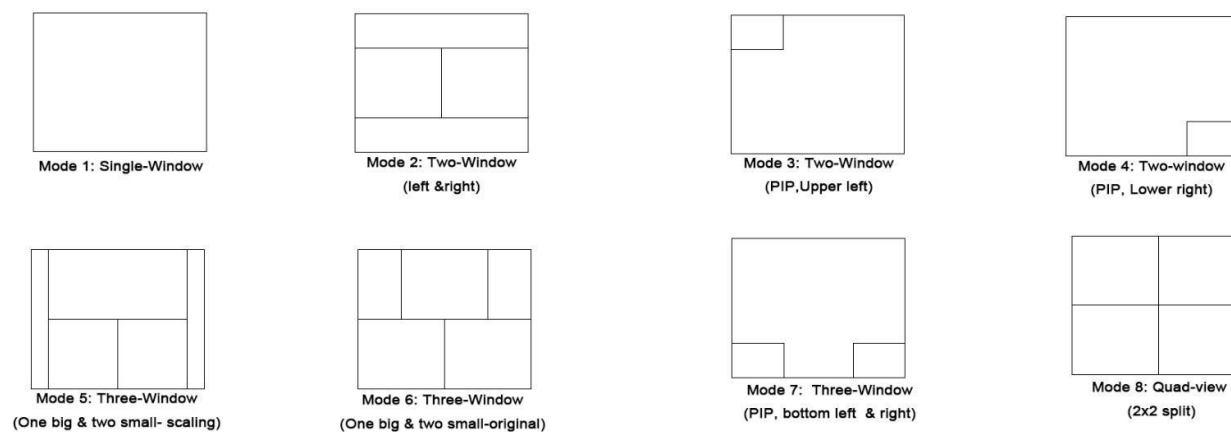 Mode 1: Single-Window
Mode 2: Two-Window
(left &right)
Mode 3: Two-Window
(PIP,Upper left)
Mode 4: Two-window
(PIP, Lower right)
Mode 5: Three-Window
(One big & two small- scaling)
Mode 6: Three-Window
(One big & two small-original)
Mode 7: Three-Window
(PIP, bottom left & right)
Mode 8: Quad-view
(2x2 split)